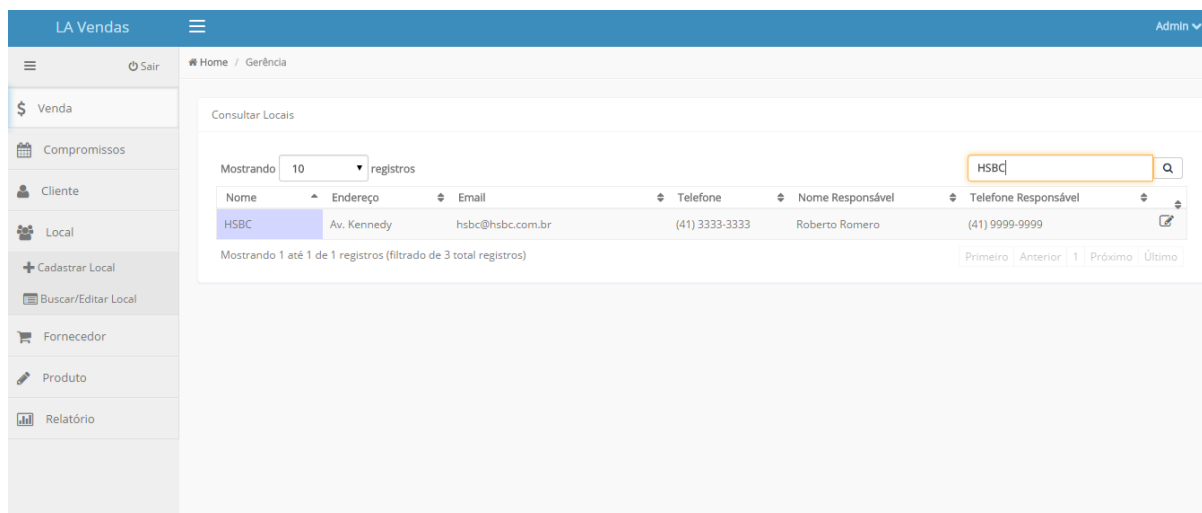 LA Vendas Admin
Sair Home / Gerência
Venda
Consultar Locais
Compromissos
Mostrando 10 registros HSBC
Cliente
Nome Endereço Email Telefone Nome Responsável Telefone Responsável
HSBC Av. Kennedy hsbc@hsbc.com.br (41) 3333-3333 Roberto Romero (41) 9999-9999
Local
Mostrando 1 até 1 de 1 registros (filtrado de 3 total registros) Primeiro Anterior 1 Próximo Último
Cadastrar Local
Buscar/Editar Local
Fornecedor
Produto
Relatório